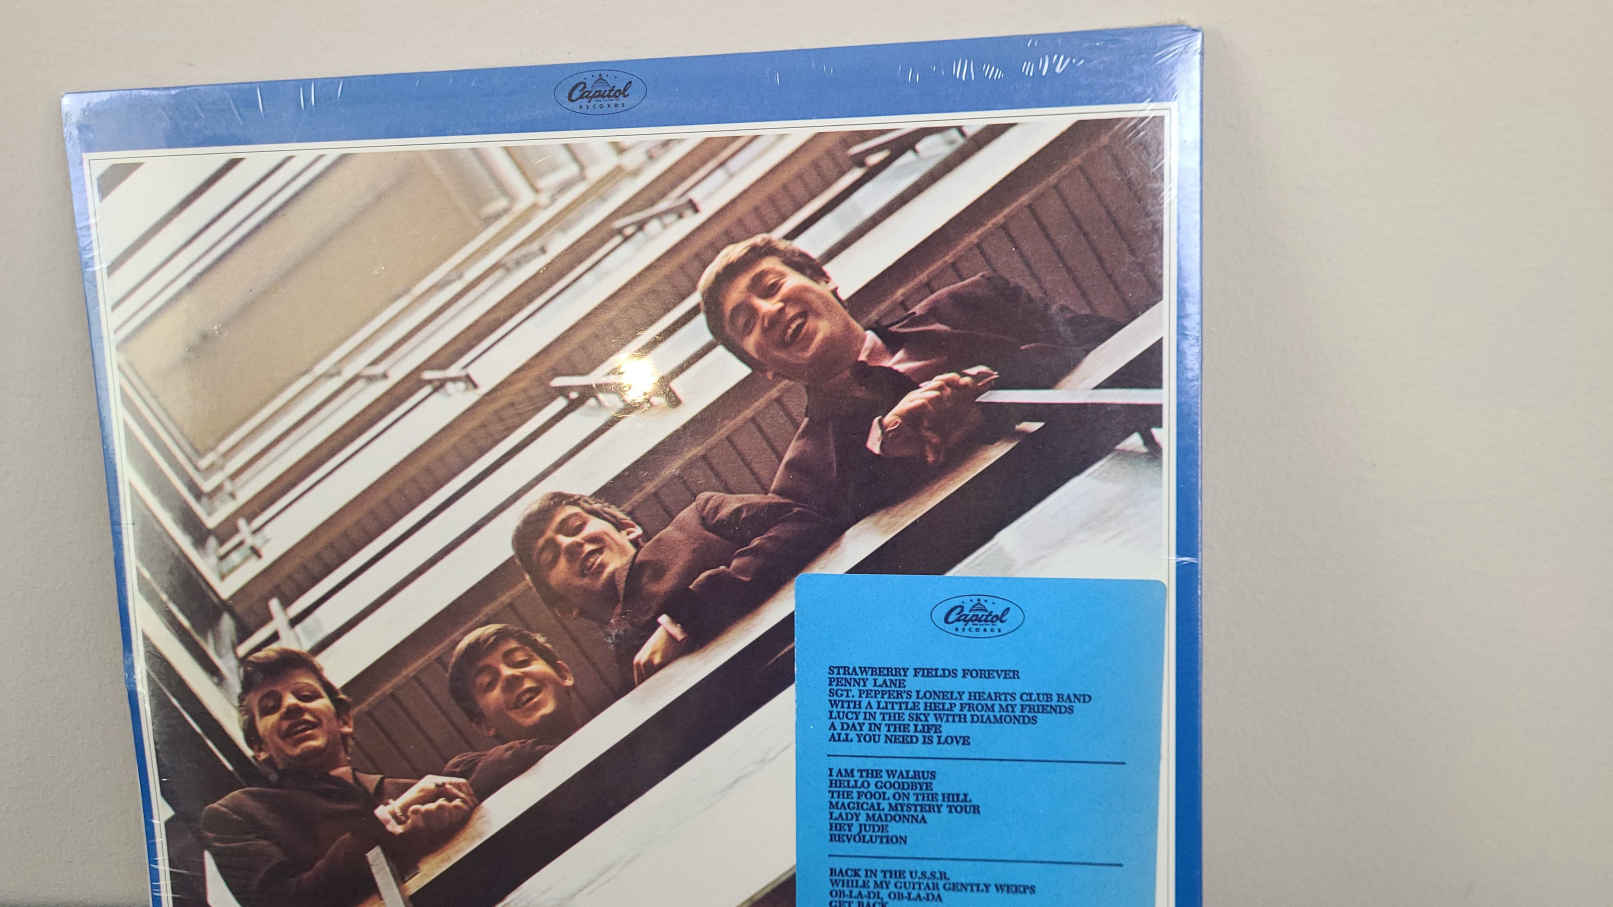 Capitol
RECORDS
Capitol
RECORDS
STRAWBERRY FIELDS FOREVER
PENNY LANE
SGT. PEPPER'S LONELY HEARTS CLUB BAND
WITH A LITTLE HELP FROM MY FRIENDS
LUCY IN THE SKY WITH DIAMONDS
A DAY IN THE LIFE
ALL YOU NEED IS LOVE
I AM THE WALRUS
HELLO GOODBYE
THE FOOL ON THE HILL
MAGICAL MYSTERY TOUR
LADY MADONNA
HEY JUDE
REVOLUTION
BACK IN THE U.S.S.R.
WHILE MY GUITAR GENTLY WEEPS
OB-LA-DI, OB-LA-DA
GET BACK